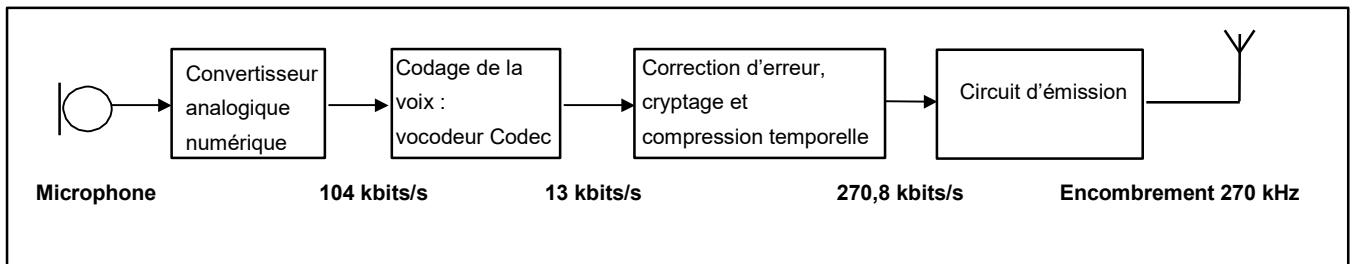 Convertisseur
analogique
numérique
Codage de la
voix :
vocodeur Codec
Correction d'erreur,
cryptage et
compression temporelle
Circuit d'émission
Microphone
104 kbits/s
13 kbits/s
270,8 kbits/s
Encombrement 270 kHz